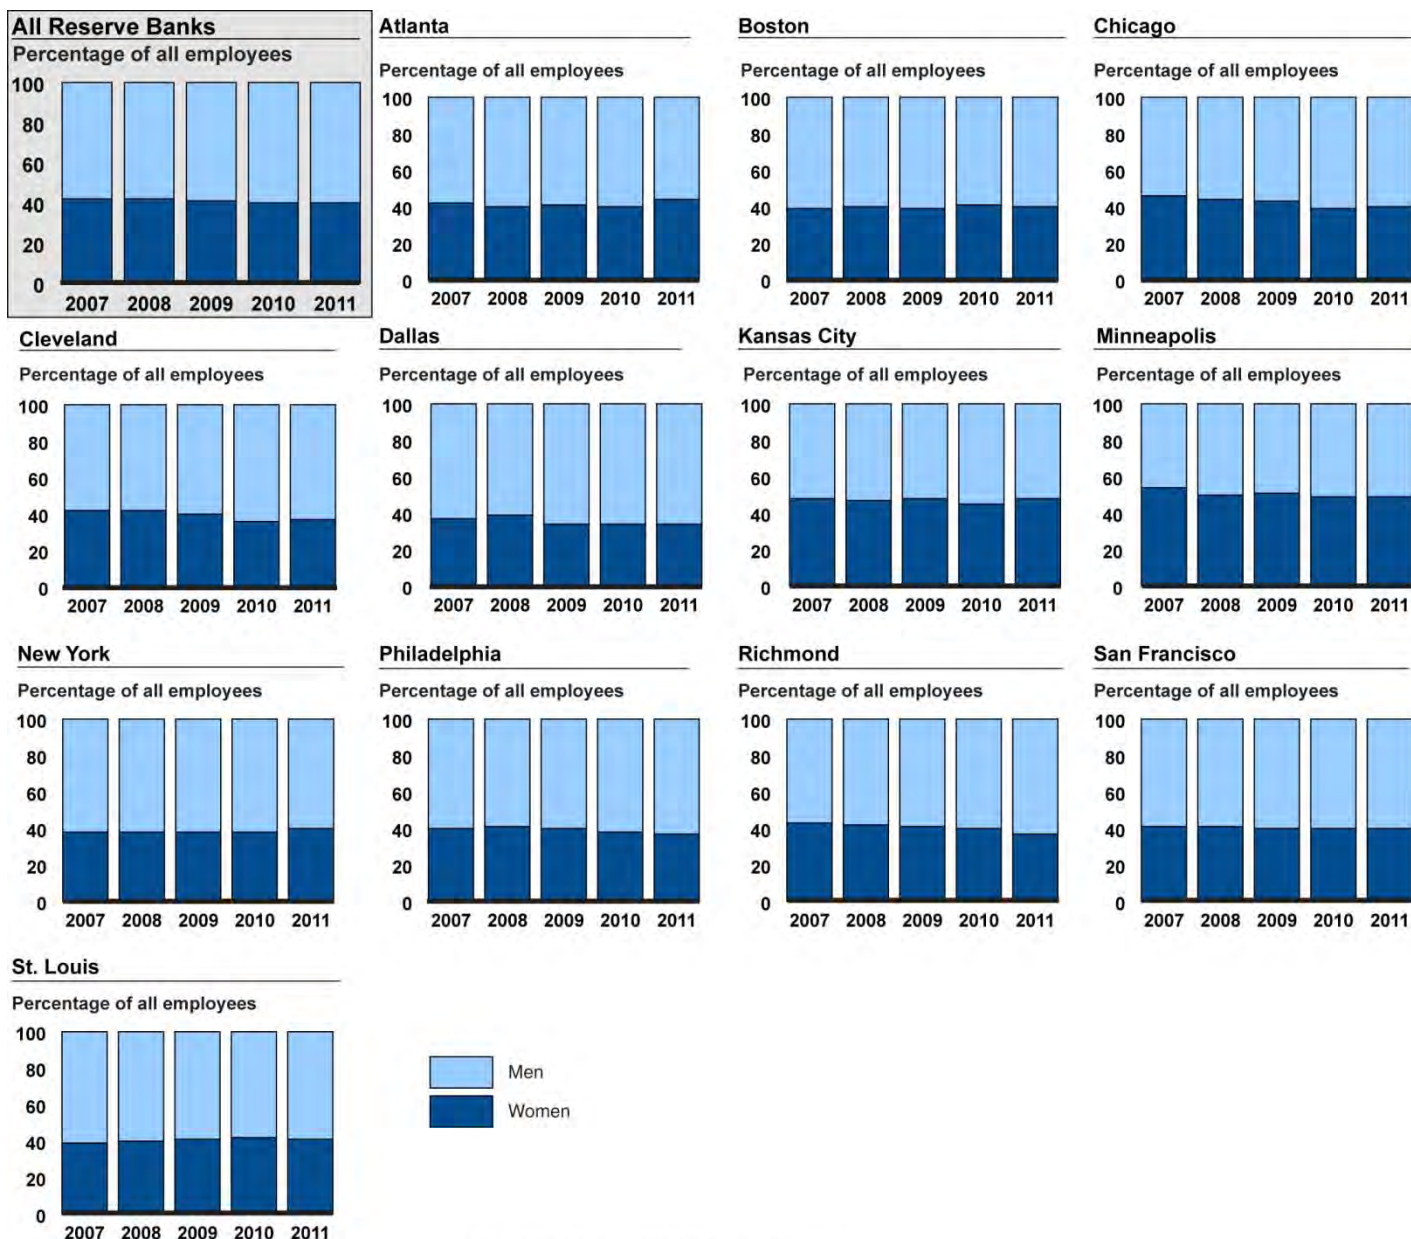 All Reserve Banks
Percentage of all employees
100
80
60
40
20
0
2007 2008 2009 2010 2011
Atlanta
Percentage of all employees
100
80
60
40
20
0
2007 2008 2009 2010 2011
Boston
Percentage of all employees
100
80
60
40
20
0
2007 2008 2009 2010 2011
Chicago
Percentage of all employees
100
80
60
40
20
0
2007 2008 2009 2010 2011
Cleveland
Percentage of all employees
100
80
60
40
20
0
2007 2008 2009 2010 2011
Dallas
Percentage of all employees
100
80
60
40
20
0
2007 2008 2009 2010 2011
Kansas City
Percentage of all employees
100
80
60
40
20
0
2007 2008 2009 2010 2011
Minneapolis
Percentage of all employees
100
80
60
40
20
0
2007 2008 2009 2010 2011
New York
Percentage of all employees
100
80
60
40
20
0
2007 2008 2009 2010 2011
Philadelphia
Percentage of all employees
100
80
60
40
20
0
2007 2008 2009 2010 2011
Richmond
Percentage of all employees
100
80
60
40
20
0
2007 2008 2009 2010 2011
San Francisco
Percentage of all employees
100
80
60
40
20
0
2007 2008 2009 2010 2011
St. Louis
Percentage of all employees
100
80
60
40
20
0
2007 2008 2009 2010 2011
Men
Women